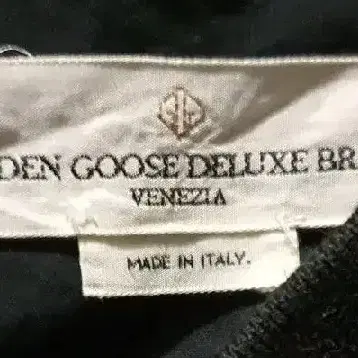 DEN GOOSE DELUXE BR
VENEZIA
MADE IN ITALY.